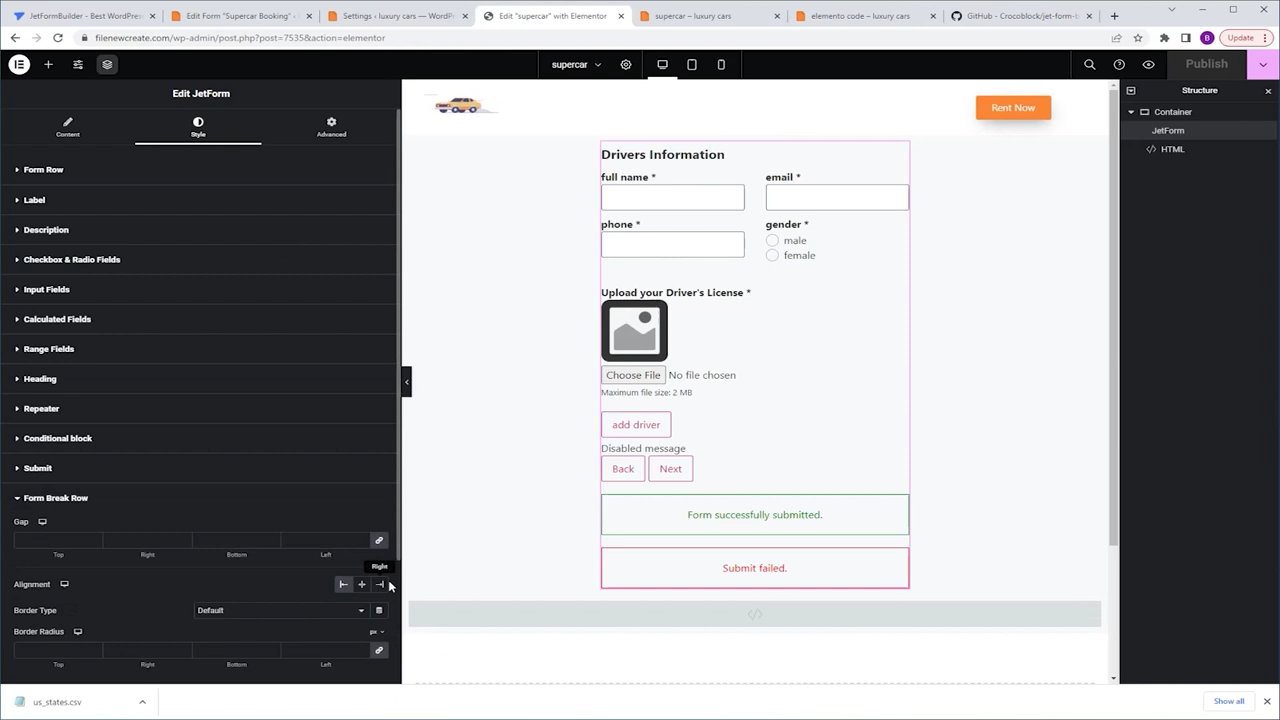 JetFormBuilder - Best WordPress
Edit Form "Supercar Booking"
Settings ‹ luxury cars — WordPr
Edit "supercar" with Elementor
supercar – luxury cars
elemento code – luxury cars
GitHub - Crocoblock/jet-form-b
filenewcreate.com/wp-admin/post.php?post=7535&action=elementor
B
Update
supercar
Publish
Edit JetForm
Content
Style
Advanced
Form Row
Label
Description
Checkbox & Radio Fields
Input Fields
Calculated Fields
Range Fields
Heading
Repeater
Conditional block
Submit
Form Break Row
Gap
Top
Right
Bottom
Left
Right
Alignment
Border Type
Default
Border Radius
px
Top
Right
Bottom
Left
Rent Now
Drivers Information
full name *
email *
phone *
gender *
male
female
Upload your Driver's License *
Choose File No file chosen
Maximum file size: 2 MB
add driver
Disabled message
Back
Next
Form successfully submitted.
Submit failed.
Structure
Container
JetForm
HTML
us_states.csv
Show all